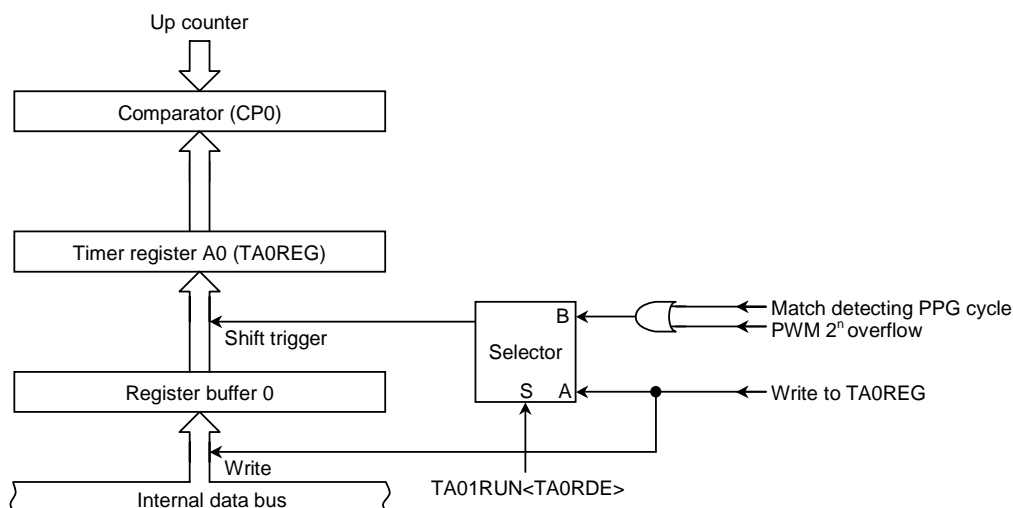 Up counter
Comparator (CP0)
Timer register A0 (TA0REG)
Shift trigger
B
Selector
S A
Match detecting PPG cycle
PWM 2ⁿ overflow
Register buffer 0
Write to TA0REG
Write
TA01RUN<TA0RDE>
Internal data bus